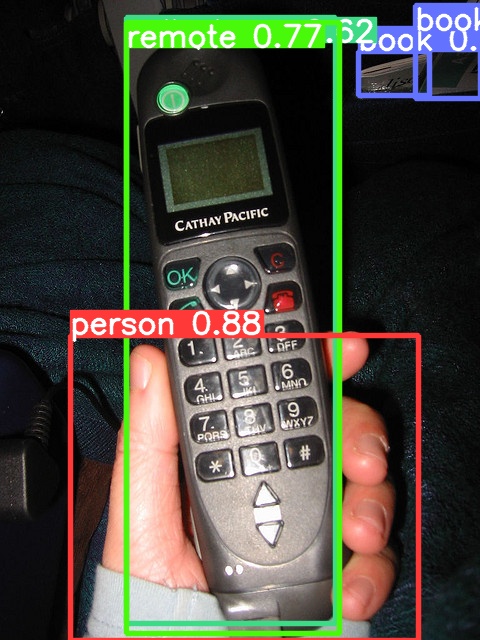 remote 0.77
.62
book
book 0.
CATHAY PACIFIC
OK
C
person 0.88
1.
2 ABC
3 DEF
4 GHI
5 JKL
6 MNO
7 PQRS
8 TUV
9 WXYZ
*
0
#